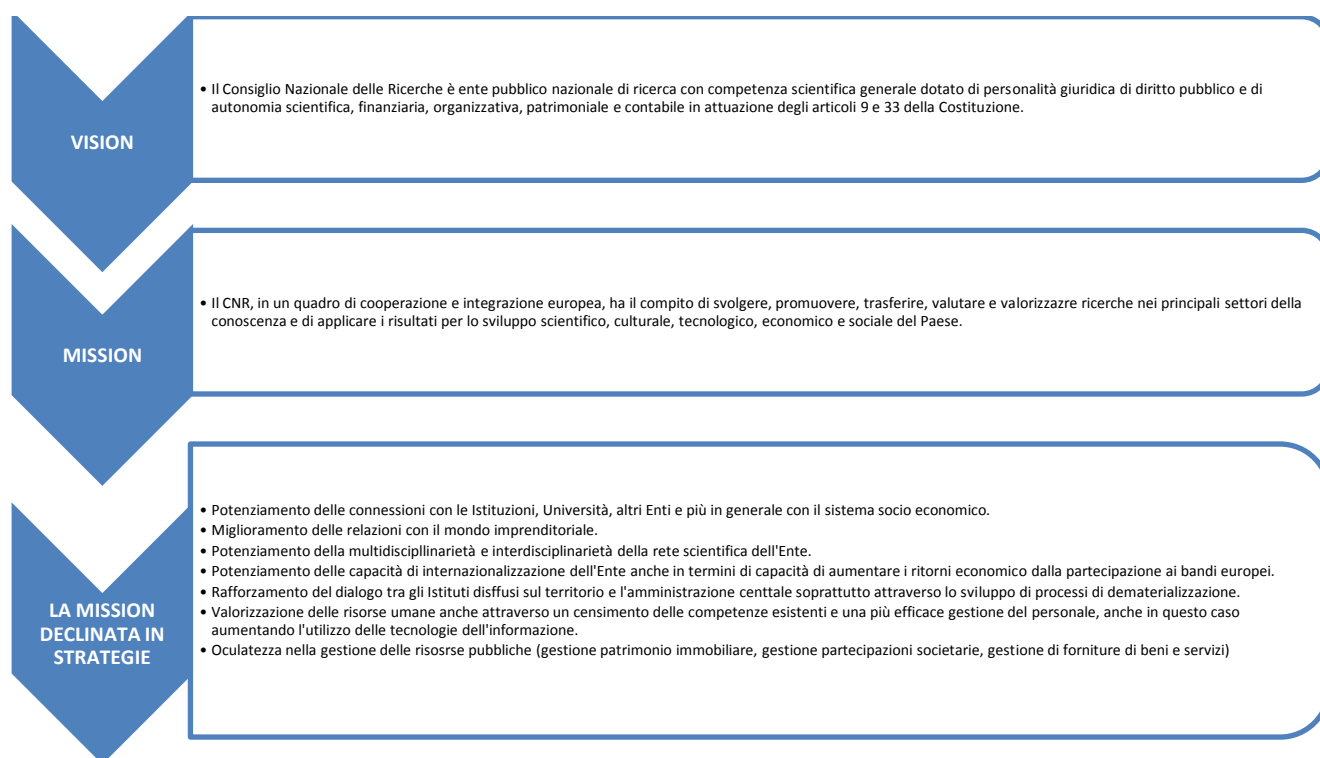 VISION
• Il Consiglio Nazionale delle Ricerche è ente pubblico nazionale di ricerca con competenza scientifica generale dotato di personalità giuridica di diritto pubblico e di
autonomia scientifica, finanziaria, organizzativa, patrimoniale e contabile in attuazione degli articoli 9 e 33 della Costituzione.
MISSION
• Il CNR, in un quadro di cooperazione e integrazione europea, ha il compito di svolgere, promuovere, trasferire, valutare e valorizzazre ricerche nei principali settori della
conoscenza e di applicare i risultati per lo sviluppo scientifico, culturale, tecnologico, economico e sociale del Paese.
LA MISSION
DECLINATA IN
STRATEGIE
• Potenziamento delle connessioni con le Istituzioni, Università, altri Enti e più in generale con il sistema socio economico.
• Miglioramento delle relazioni con il mondo imprenditoriale.
• Potenziamento della multidiscipllinarietà e interdisciplinarietà della rete scientifica dell'Ente.
• Potenziamento delle capacità di internazionalizzazione dell'Ente anche in termini di capacità di aumentare i ritorni economico dalla partecipazione ai bandi europei.
• Rafforzamento del dialogo tra gli Istituti disffusi sul territorio e l'amministrazione centtale soprattutto attraverso lo sviluppo di processi di dematerializzazione.
• Valorizzazione delle risorse umane anche attraverso un censimento delle competenze esistenti e una più efficace gestione del personale, anche in questo caso
aumentando l'utilizzo delle tecnologie dell'informazione.
• Oculatezza nella gestione delle risosrse pubbliche (gestione patrimonio immobiliare, gestione partecipazioni societarie, gestione di forniture di beni e servizi)